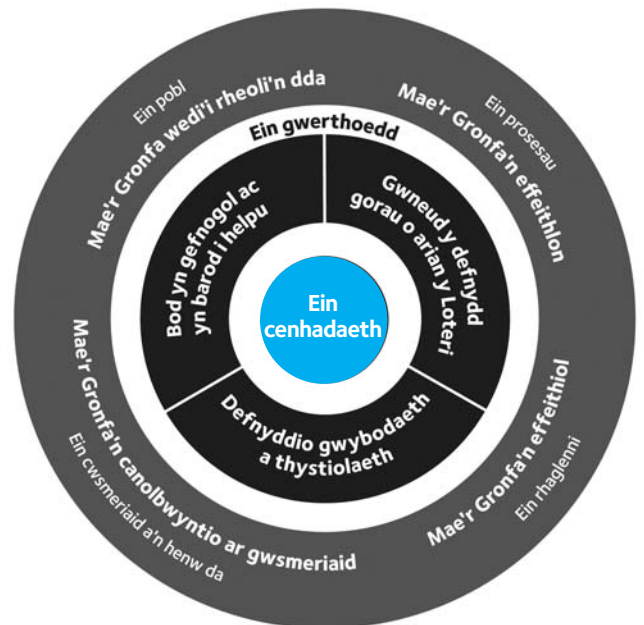 Ein pobl
Mae'r Gronfa wedi'i rheoli'n dda
Ein prosesau
Mae'r Gronfa'n effeithlon
Ein gwerthoedd
Bod yn gefnogol ac
yn barod i helpu
Gwneud y defnydd
gorau o arian y Loteri
Ein
cenhadaeth
Defnyddio gwybodaeth
a thystiolaeth
Mae'r Gronfa'n canolbwyntio ar gwsmeriaid
Ein cwsmeriaid a'n henw da
Mae'r Gronfa'n effeithiol
Ein rhaglenni